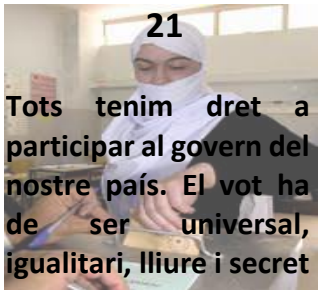 21
Tots tenim dret a
participar al govern del
nostre país. El vot ha
de ser universal,
igualitari, lliure i secret